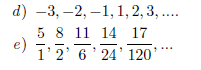 d) −3, −2, −1, 1, 2, 3, ....
e) 5/1, 8/2, 11/6, 14/24, 17/120, ...